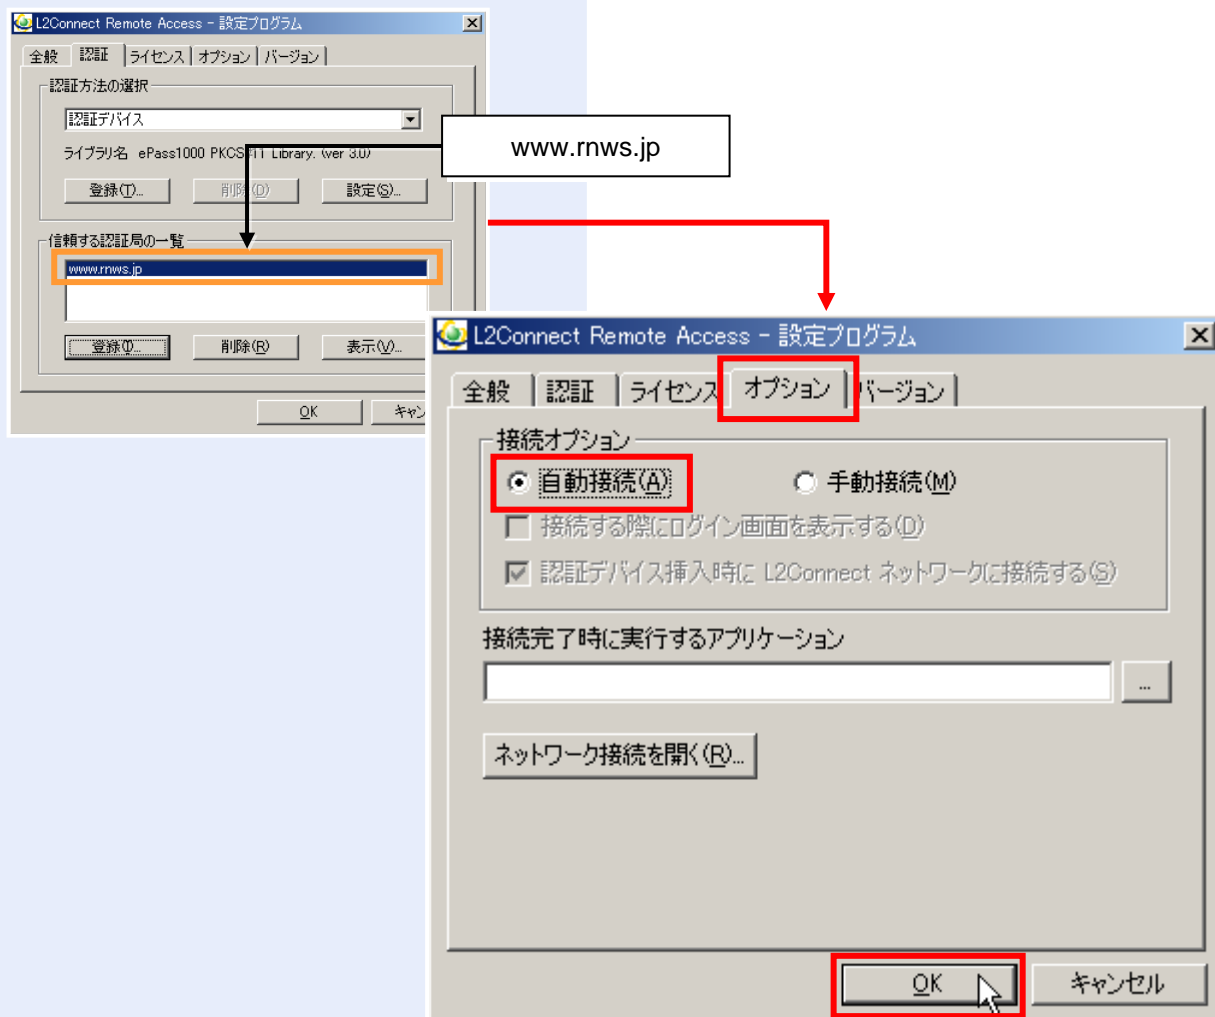 L2Connect Remote Access - 設定プログラム
全般 認証 ライセンス オプション バージョン
認証方法の選択
認証デバイス
ライブラリ名 ePass1000 PKCS#11 Library. (ver 3.0)
登録(T)... 削除(D) 設定(S)...
信頼する認証局の一覧
www.rnws.jp
登録(I)... 削除(R) 表示(V)...
OK キャン
www.rnws.jp
L2Connect Remote Access - 設定プログラム
全般 認証 ライセンス オプション バージョン
接続オプション
自動接続(A) 手動接続(M)
接続する際にログイン画面を表示する(D)
認証デバイス挿入時に L2Connect ネットワークに接続する(S)
接続完了時に実行するアプリケーション
...
ネットワーク接続を開く(R)...
OK キャンセル